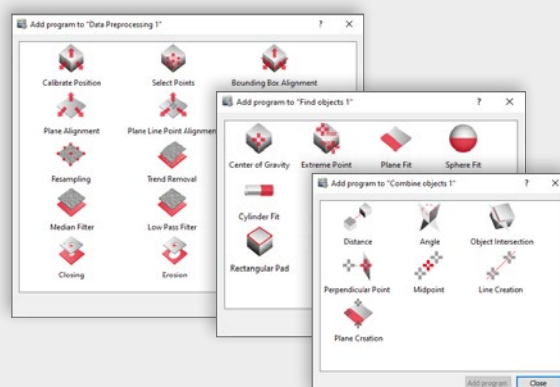 Add program to "Data Preprocessing 1"
Calibrate Position
Select Points
Bounding Box Alignment
Plane Alignment
Plane Line Point Alignment
Resampling
Trend Removal
Median Filter
Low Pass Filter
Closing
Erosion
Add program to "Find objects 1"
Center of Gravity
Extreme Point
Plane Fit
Sphere Fit
Cylinder Fit
Rectangular Pad
Add program to "Combine objects 1"
Distance
Angle
Object Intersection
Perpendicular Point
Midpoint
Line Creation
Plane Creation
Add program
Close